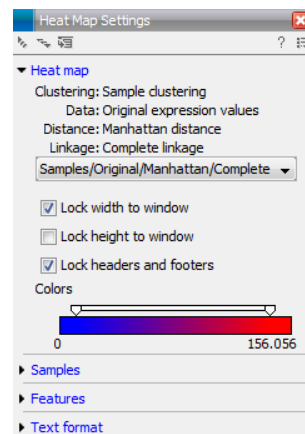 Heat Map Settings
?
Heat map
Clustering: Sample clustering
Data: Original expression values
Distance: Manhattan distance
Linkage: Complete linkage
Samples/Original/Manhattan/Complete
Lock width to window
Lock height to window
Lock headers and footers
Colors
0 156.056
Samples
Features
Text format